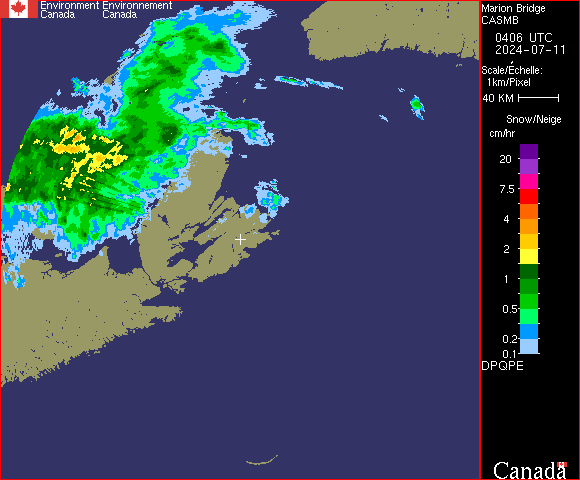 Environment Environnement
Canada Canada
Marion Bridge
CASMB
0406 UTC
2024-07-11
Scale/Echelle:
1km/Pixel
40 KM
Snow/Neige
cm/hr
20
7.5
4
2
1
0.5
0.2
0.1
DPQPE
Canada